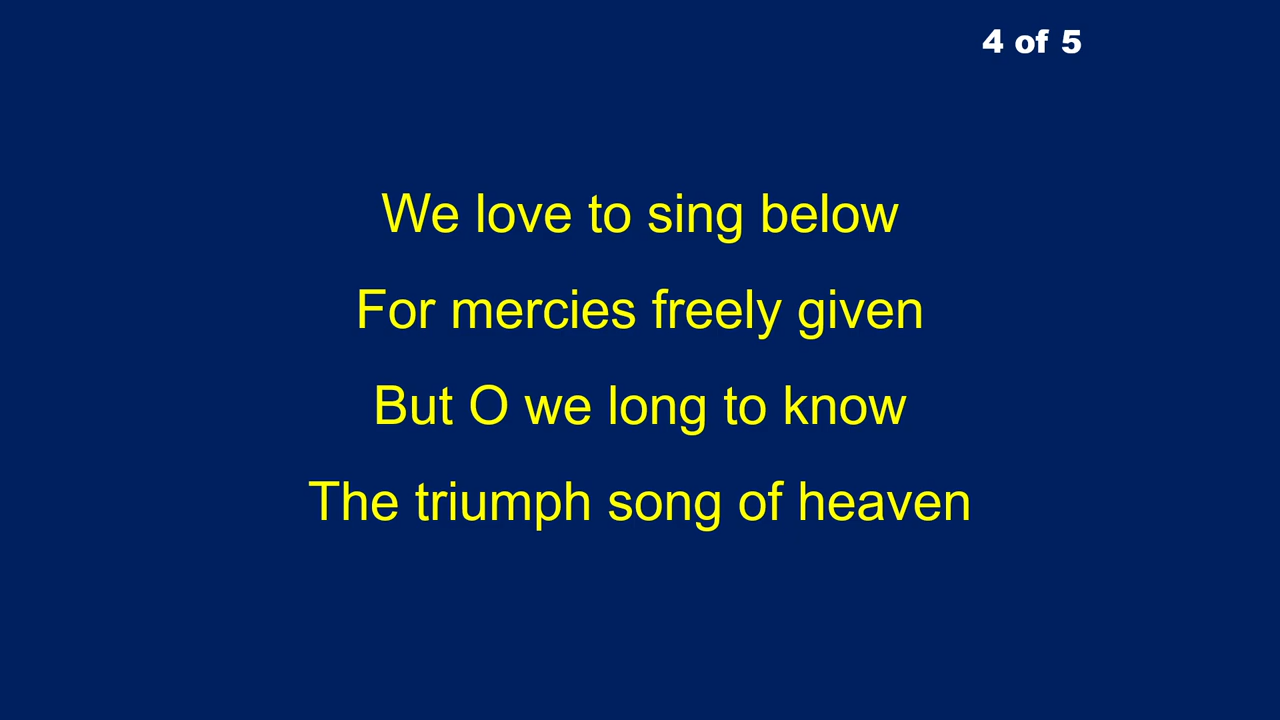 4 of 5
We love to sing below
For mercies freely given
But O we long to know
The triumph song of heaven